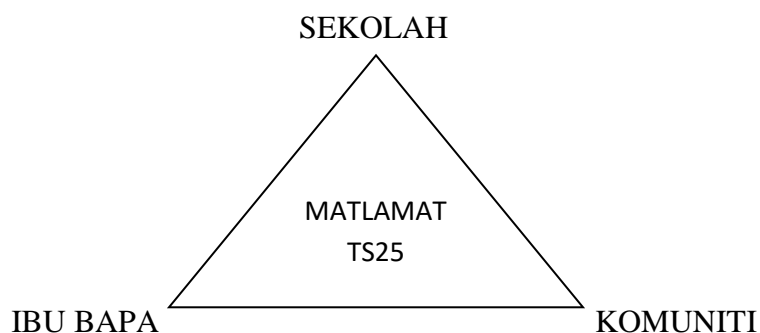 SEKOLAH
MATLAMAT
TS25
IBU BAPA
KOMUNITI